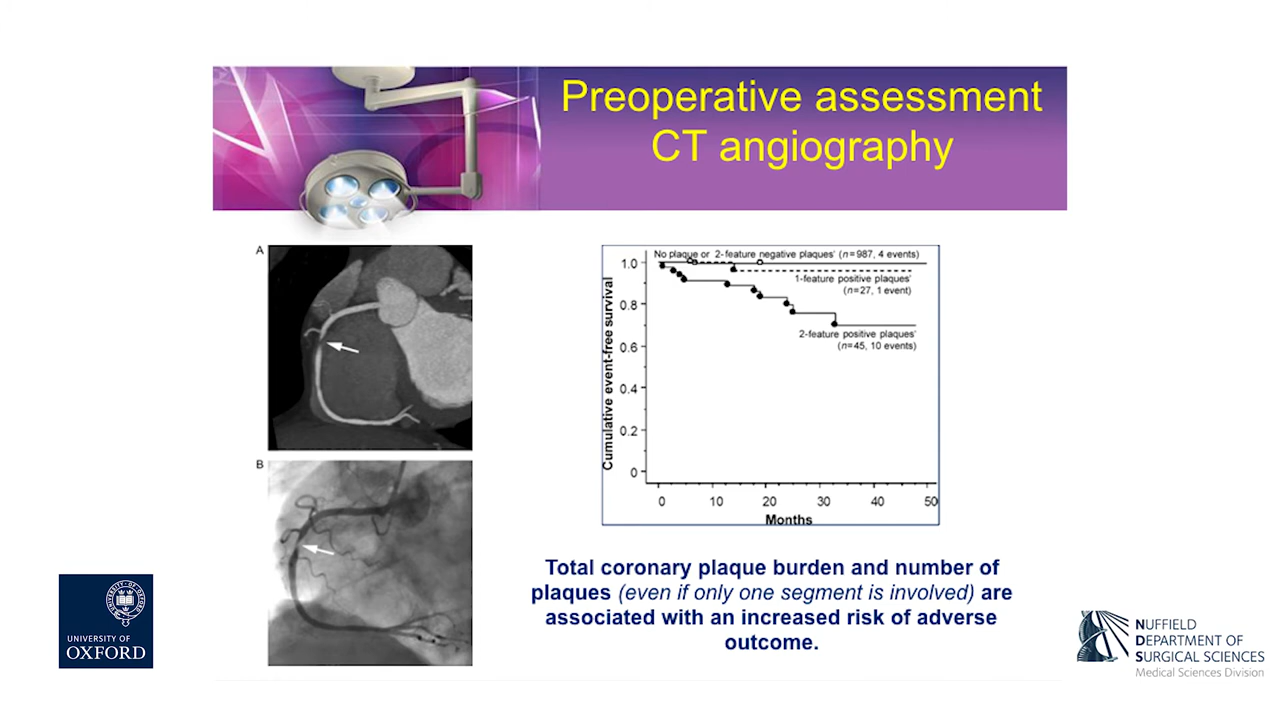 Preoperative assessment
CT angiography
A
B
No plaque or 2-feature negative plaques' (n=987, 4 events)
1-feature positive plaques'
(n=27, 1 event)
2-feature positive plaques'
(n=45, 10 events)
Cumulative event-free survival
1.0
0.8
0.6
0.4
0.2
0
0 10 20 30 40 50
Months
Total coronary plaque burden and number of
plaques (even if only one segment is involved) are
associated with an increased risk of adverse
outcome.
UNIVERSITY OF
OXFORD
NUFFIELD
DEPARTMENT OF
SURGICAL SCIENCES
Medical Sciences Division